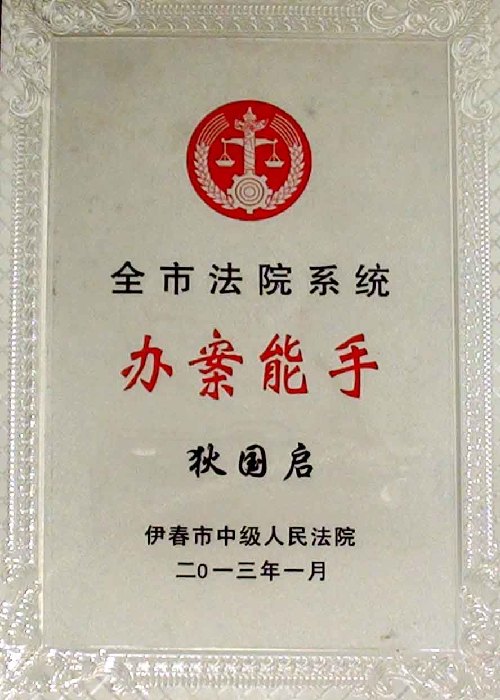 全市法院系统
办案能手
狄国启
伊春市中级人民法院
二0一三年一月